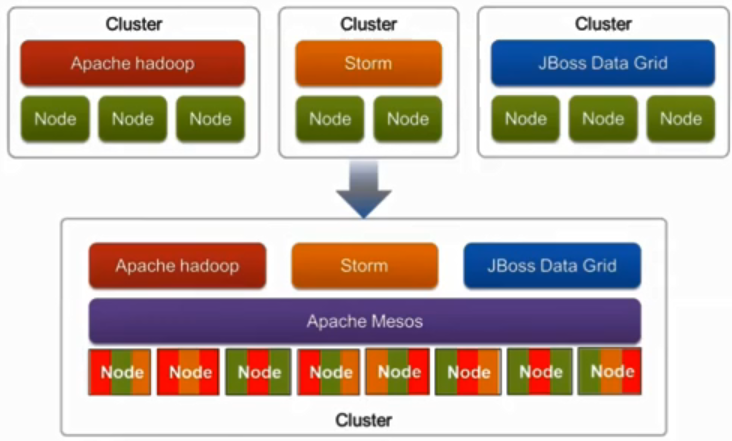 Cluster
Cluster
Cluster
Apache hadoop
Storm
JBoss Data Grid
Node Node Node
Node Node
Node Node Node
Apache hadoop
Storm
JBoss Data Grid
Apache Mesos
Node Node Node Node Node Node Node Node
Cluster